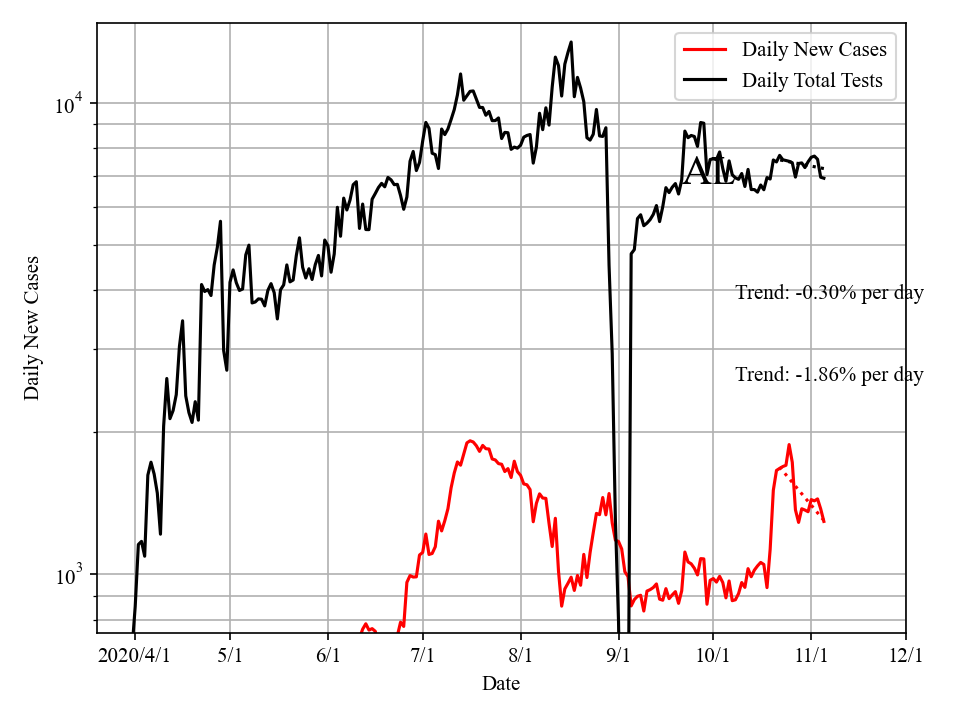 Daily New Cases
Daily Total Tests
10^4
AL
Trend: -0.30% per day
Trend: -1.86% per day
10^3
Daily New Cases
2020/4/1 5/1 6/1 7/1 8/1 9/1 10/1 11/1 12/1
Date